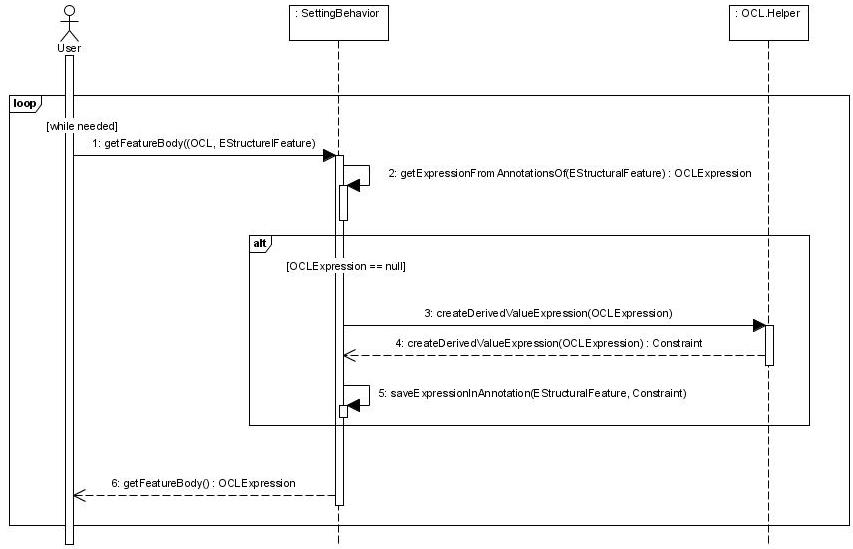 : SettingBehavior
: OCL.Helper
User
loop
[while needed]
1: getFeatureBody((OCL, EStructurelFeature)
2: getExpressionFromAnnotationsOf(EStructuralFeature) : OCLExpression
alt
[OCLExpression == null]
3: createDerivedValueExpression(OCLExpression)
4: createDerivedValueExpression(OCLExpression) : Constraint
5: saveExpressionInAnnotation(EStructuralFeature, Constraint)
6: getFeatureBody() : OCLExpression